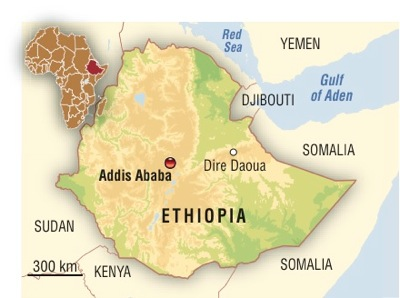 Red
Sea
YEMEN
Gulf
of Aden
DJIBOUTI
SOMALIA
Dire Daoua
Addis Ababa
ETHIOPIA
SUDAN
300 km
KENYA
SOMALIA